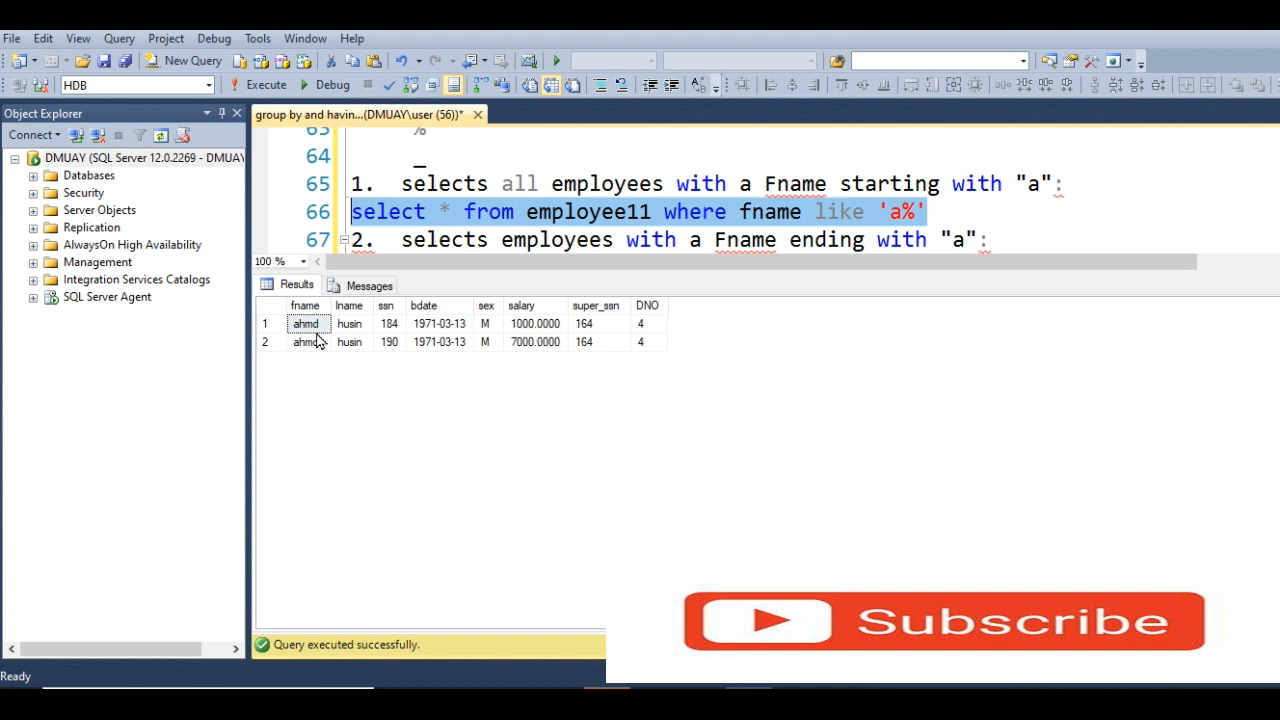 File Edit View Query Project Debug Tools Window Help
New Query
HDB Execute Debug
Object Explorer
Connect
DMUAY (SQL Server 12.0.2269 - DMUAY
Databases
Security
Server Objects
Replication
AlwaysOn High Availability
Management
Integration Services Catalogs
SQL Server Agent
group by and havin...(DMUAY\user (56))*
63 %
64 _
65 1. selects all employees with a Fname starting with "a":
66 select * from employee11 where fname like 'a%'
67 2. selects employees with a Fname ending with "a":
100 %
Results Messages
fname lname ssn bdate sex salary super_ssn DNO
1 ahmd husin 184 1971-03-13 M 1000.0000 164 4
2 ahmd husin 190 1971-03-13 M 7000.0000 164 4
Query executed successfully.
Subscribe
Ready